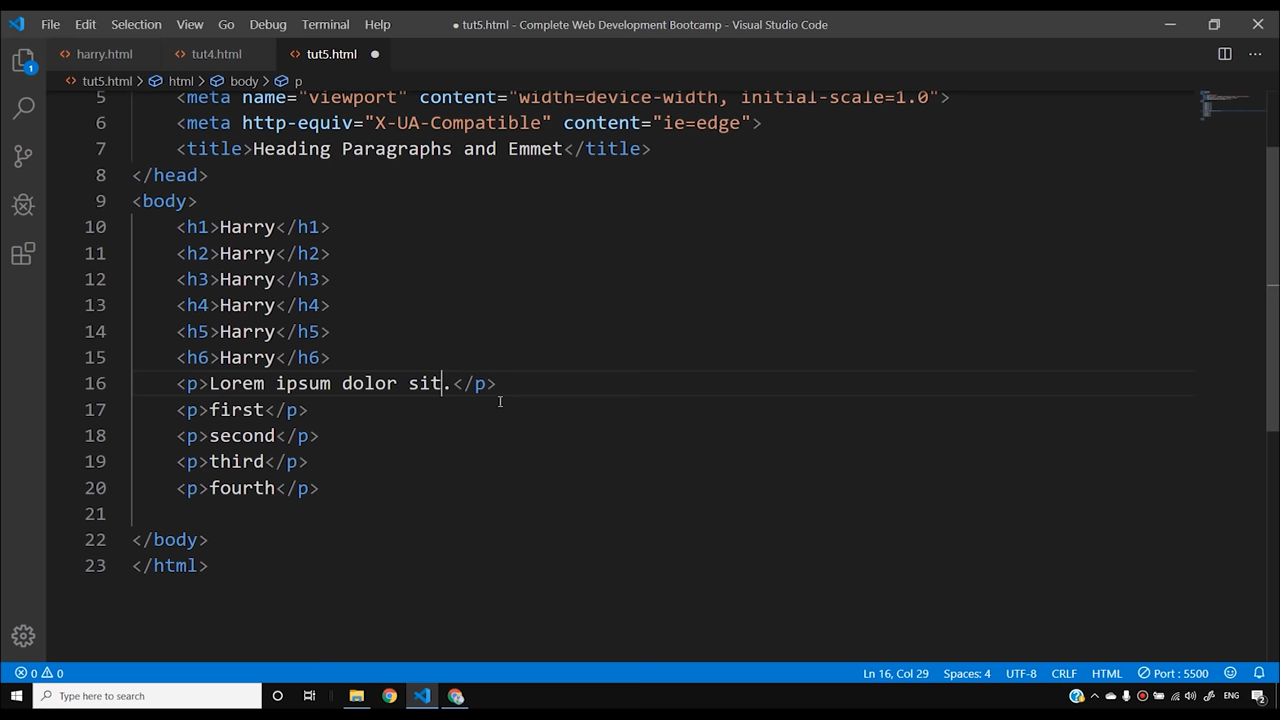 File Edit Selection View Go Debug Terminal Help ● tut5.html - Complete Web Development Bootcamp - Visual Studio Code
harry.html tut4.html tut5.html
tut5.html > html > body > p
5 <meta name="viewport" content="width=device-width, initial-scale=1.0">
6 <meta http-equiv="X-UA-Compatible" content="ie=edge">
7 <title>Heading Paragraphs and Emmet</title>
8 </head>
9 <body>
10 <h1>Harry</h1>
11 <h2>Harry</h2>
12 <h3>Harry</h3>
13 <h4>Harry</h4>
14 <h5>Harry</h5>
15 <h6>Harry</h6>
16 <p>Lorem ipsum dolor sit.</p>
17 <p>first</p>
18 <p>second</p>
19 <p>third</p>
20 <p>fourth</p>
21
22 </body>
23 </html>
1
0 0 Ln 16, Col 29 Spaces: 4 UTF-8 CRLF HTML Port : 5500
Type here to search ENG 2